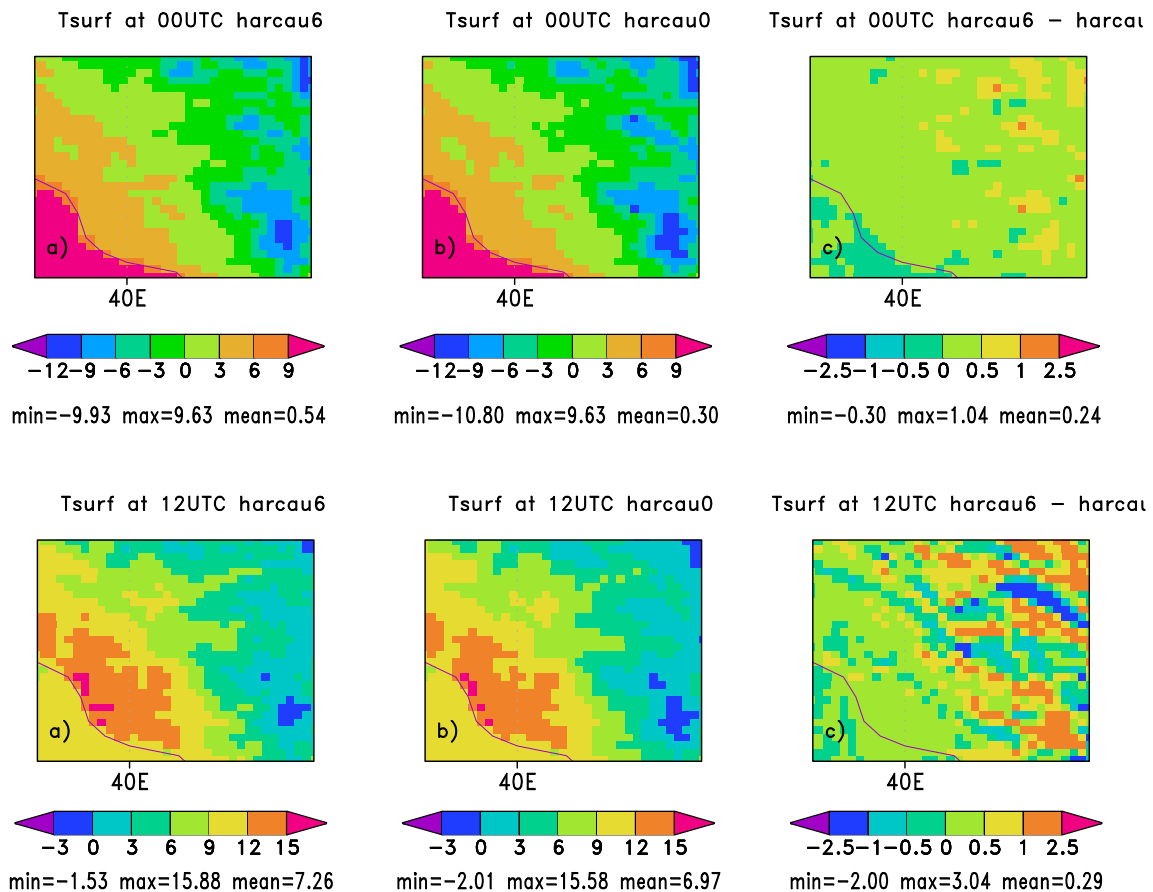 Tsurf at 00UTC harcau6
Tsurf at 00UTC harcau0
Tsurf at 00UTC harcau6 − harcau
a)
b)
c)
40E
40E
40E
−12−9 −6 −3 0 3 6 9
−12−9 −6 −3 0 3 6 9
−2.5−1−0.5 0 0.5 1 2.5
min=−9.93 max=9.63 mean=0.54
min=−10.80 max=9.63 mean=0.30
min=−0.30 max=1.04 mean=0.24
Tsurf at 12UTC harcau6
Tsurf at 12UTC harcau0
Tsurf at 12UTC harcau6 − harcau
a)
b)
c)
40E
40E
40E
−3 0 3 6 9 12 15
−3 0 3 6 9 12 15
−2.5−1−0.5 0 0.5 1 2.5
min=−1.53 max=15.88 mean=7.26
min=−2.01 max=15.58 mean=6.97
min=−2.00 max=3.04 mean=0.29